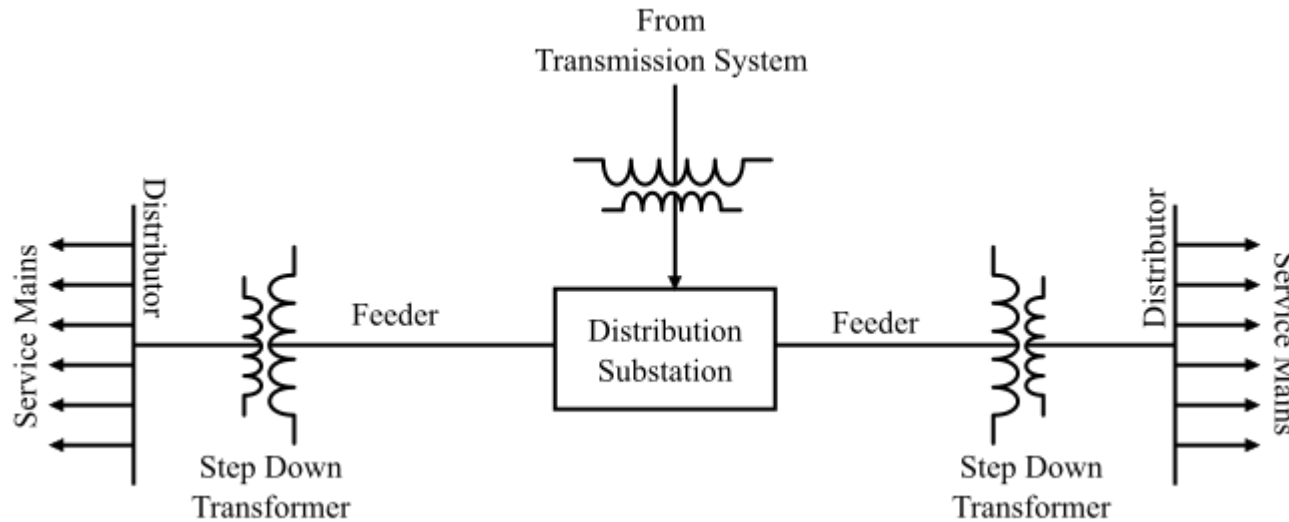 From
Transmission System
Distributor
Service Mains
Feeder
Distribution
Substation
Feeder
Distributor
Service Mains
Step Down
Transformer
Step Down
Transformer